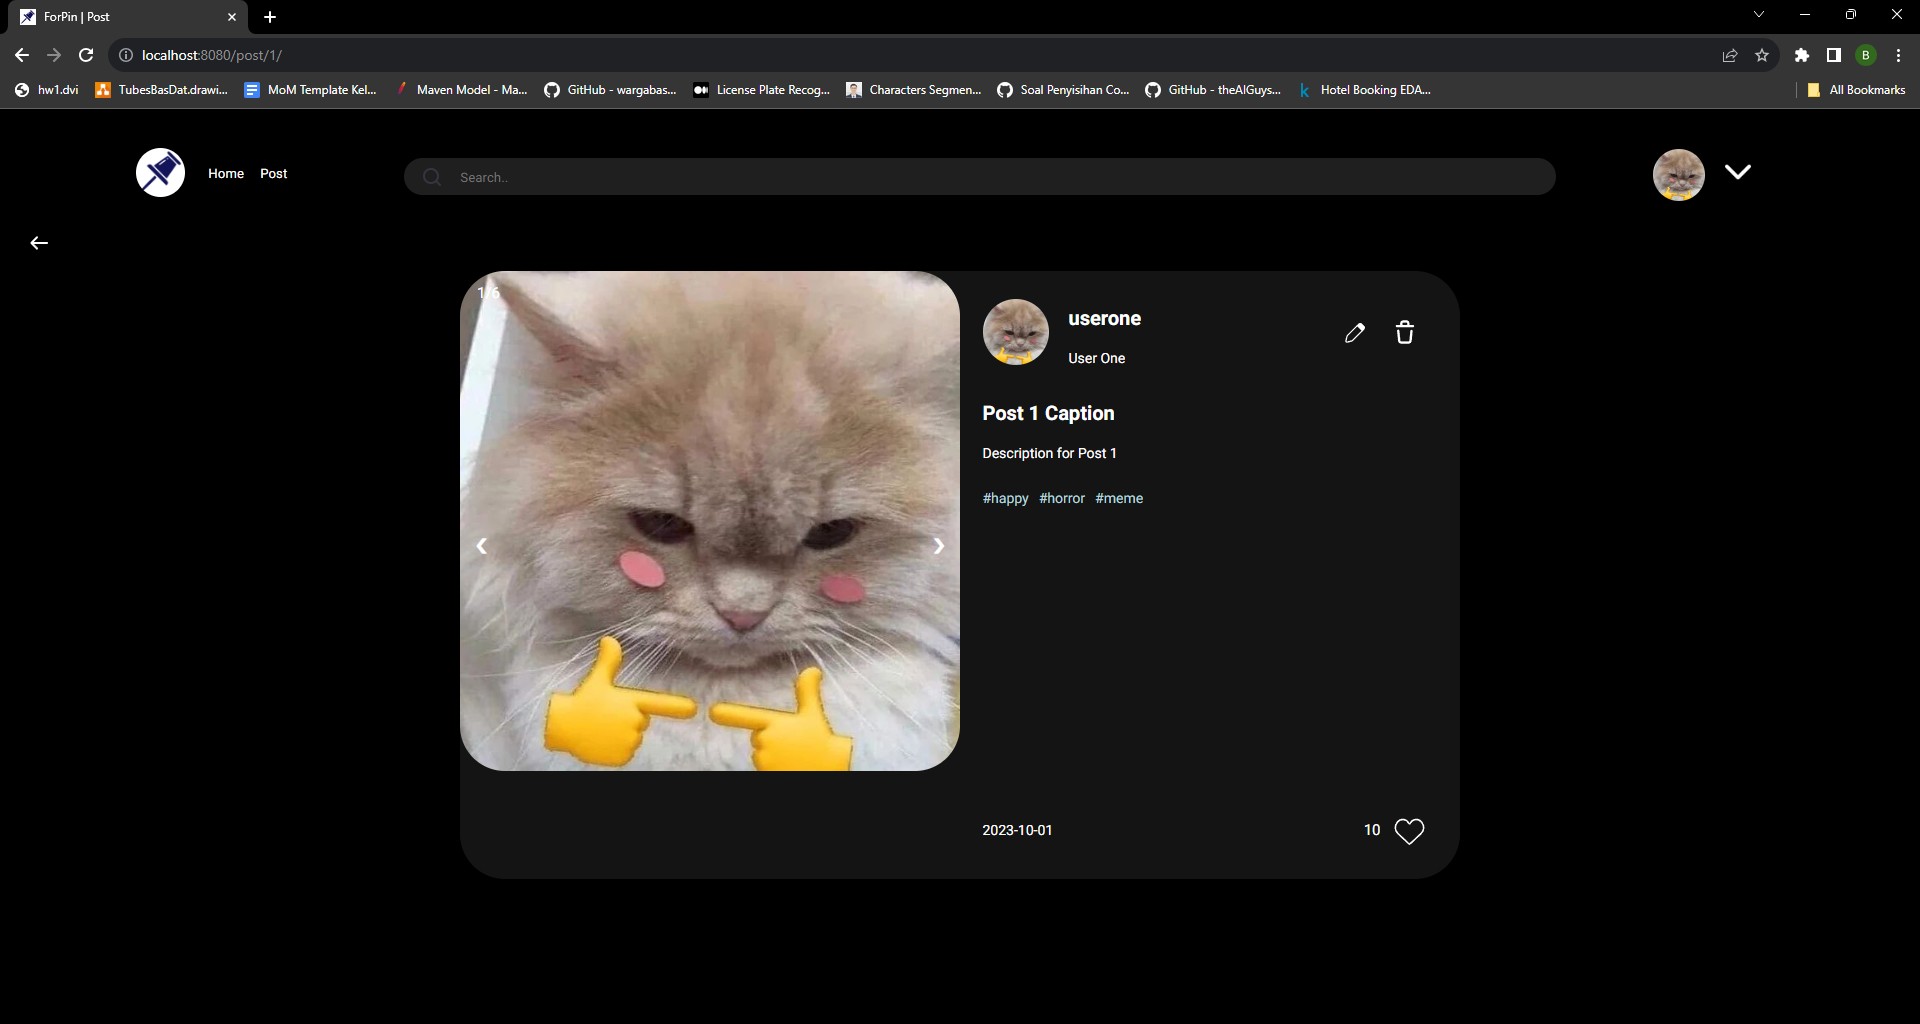 ForPin | Post
localhost:8080/post/1/
B
hw1.dvi
TubesBasDat.drawi...
MoM Template Kel...
Maven Model - Ma...
GitHub - wargabas...
License Plate Recog...
Characters Segmen...
Soal Penyisihan Co...
GitHub - theAIGuys...
Hotel Booking EDA...
All Bookmarks
Home
Post
Search..
1/6
userone
User One
Post 1 Caption
Description for Post 1
#happy #horror #meme
2023-10-01
10